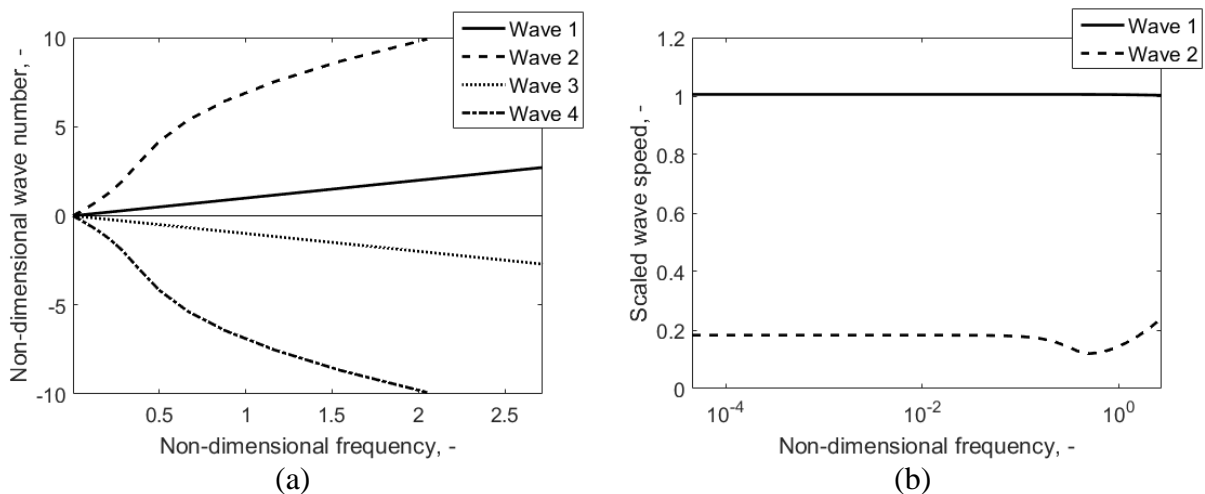 Wave 1
Wave 2
Wave 3
Wave 4
10
5
0
-5
-10
0.5
1
1.5
2
2.5
Non-dimensional wave number, -
Non-dimensional frequency, -
(a)
Wave 1
Wave 2
1.2
1
0.8
0.6
0.4
0.2
0
10-4
10-2
100
Scaled wave speed, -
Non-dimensional frequency, -
(b)